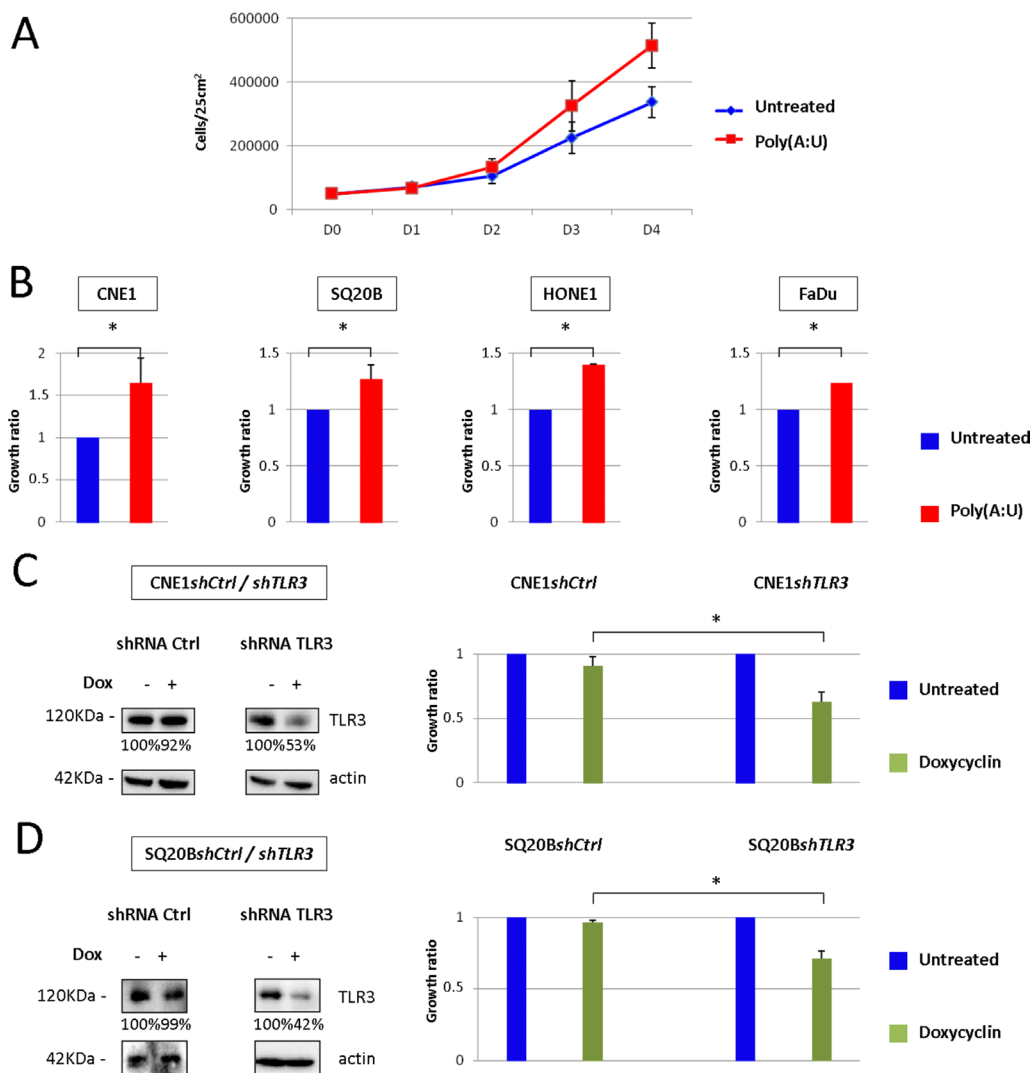 A
600000
400000
200000
0
Cells/25cm²
D0 D1 D2 D3 D4
Untreated
Poly(A:U)
B
CNE1
*
2
1.5
1
0.5
0
Growth ratio
SQ20B
*
1.5
1
0.5
0
Growth ratio
HONE1
*
1.5
1
0.5
0
Growth ratio
FaDu
*
1.5
1
0.5
0
Growth ratio
Untreated
Poly(A:U)
C
CNE1shCtrl / shTLR3
shRNA Ctrl shRNA TLR3
Dox - + - +
120KDa - TLR3
100%92% 100%53%
42KDa - actin
CNE1shCtrl CNE1shTLR3
*
1
0.5
0
Growth ratio
Untreated
Doxycyclin
D
SQ20BshCtrl / shTLR3
shRNA Ctrl shRNA TLR3
Dox - + - +
120KDa - TLR3
100%99% 100%42%
42KDa - actin
SQ20BshCtrl SQ20BshTLR3
*
1
0.5
0
Growth ratio
Untreated
Doxycyclin